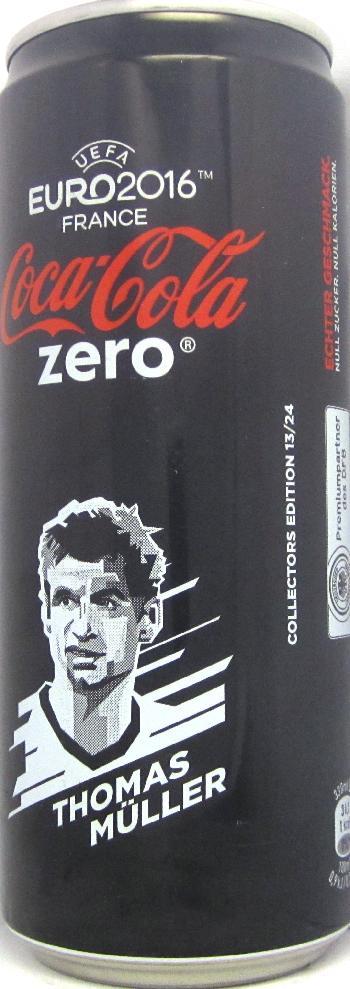 UEFA
EURO2016™
FRANCE
Coca-Cola
zero®
THOMAS
MÜLLER
COLLECTORS EDITION 13/24
ECHTER GESCHMACK.
NULL ZUCKER. NULL KALORIEN.
Premiumpartner
des DFB